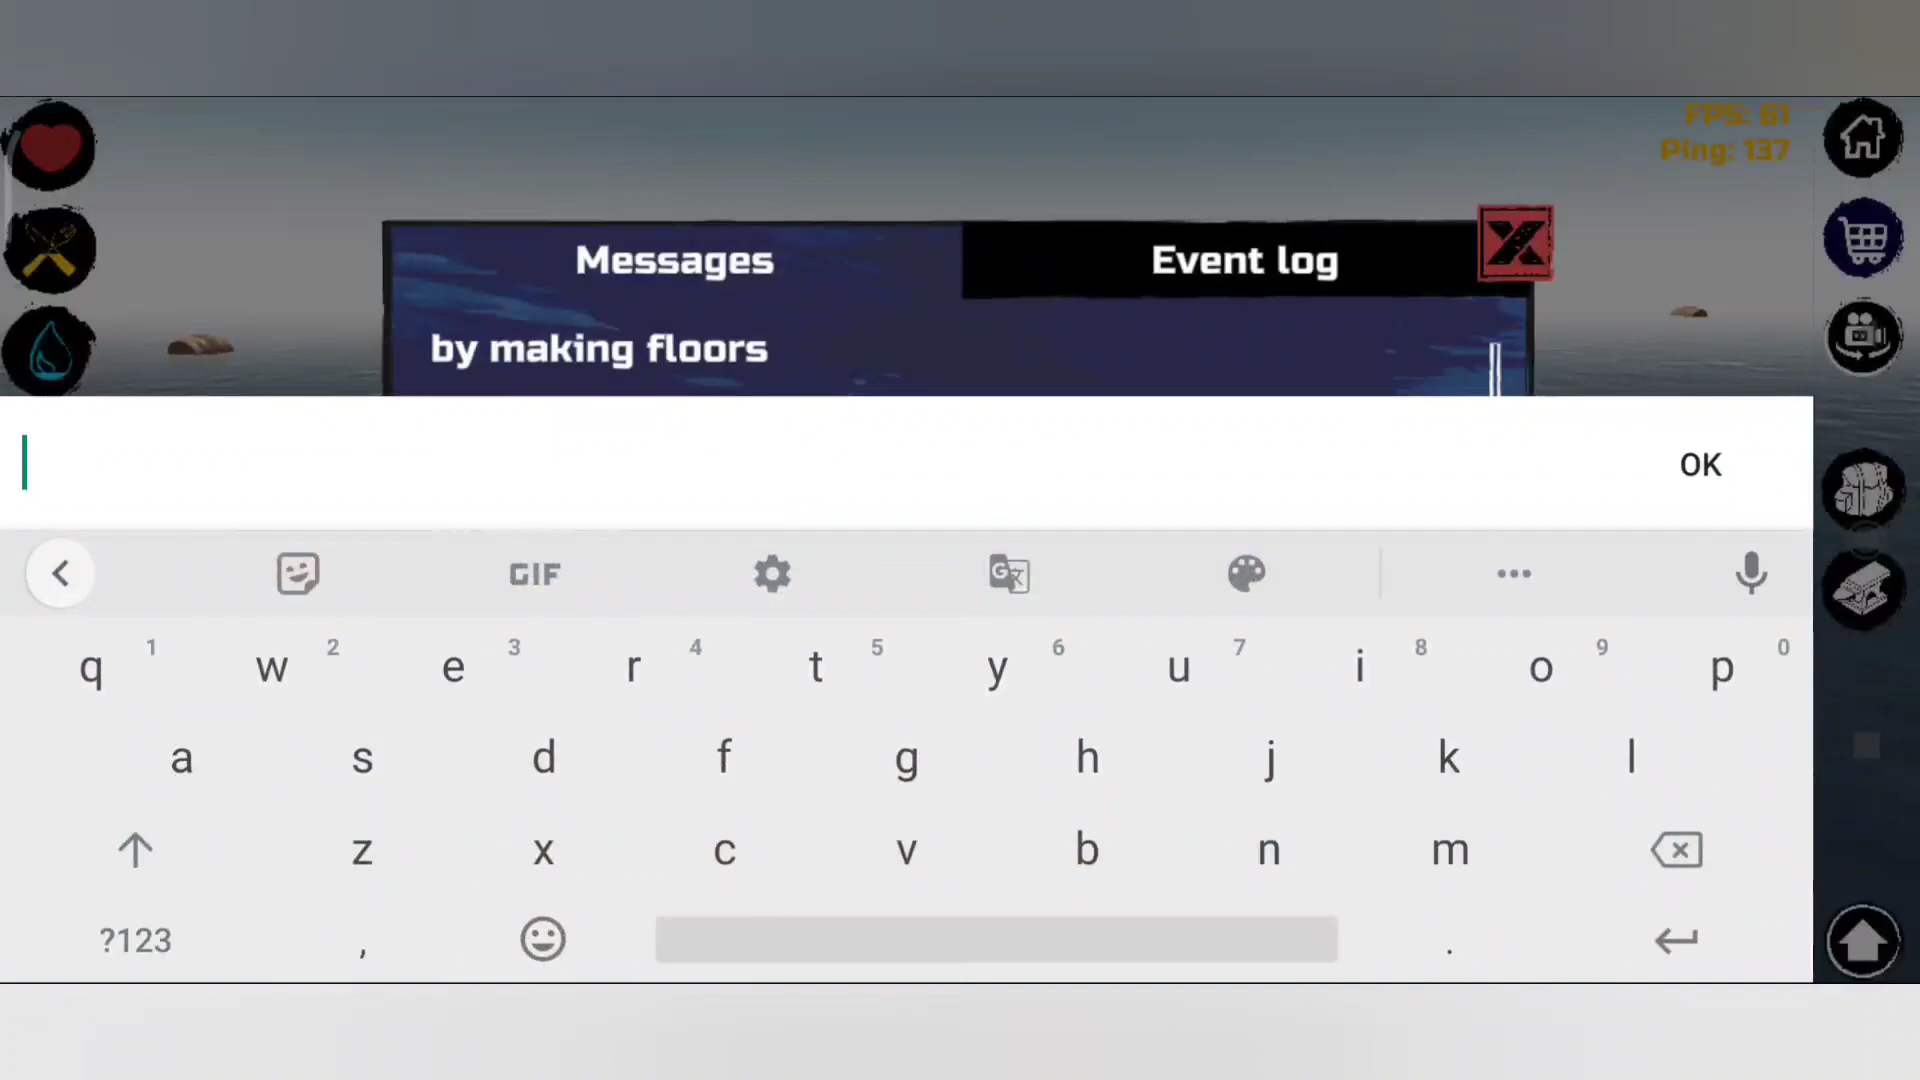 FPS: 61
Ping: 137
Messages
Event log
X
by making floors
OK
GIF
G
1 2 3 4 5 6 7 8 9 0
q w e r t y u i o p
a s d f g h j k l
z x c v b n m
?123 , .